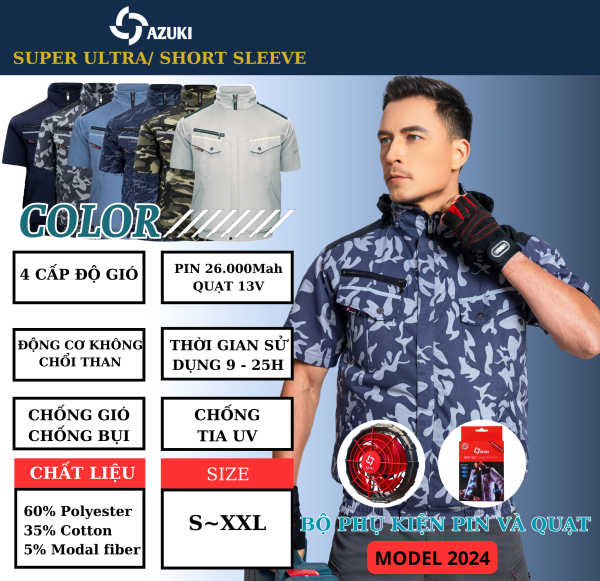 AZUKI
SUPER ULTRA/ SHORT SLEEVE
COLOR
4 CẤP ĐỘ GIÓ
PIN 26.000Mah
QUẠT 13V
ĐỘNG CƠ KHÔNG
CHỔI THAN
THỜI GIAN SỬ
DỤNG 9 - 25H
CHỐNG GIÓ
CHỐNG BỤI
CHỐNG
TIA UV
CHẤT LIỆU
SIZE
60% Polyester
35% Cotton
5% Modal fiber
S~XXL
AZUKI
AZUKI
BỘ PHỤ KIỆN PIN VÀ QUẠT
MODEL 2024